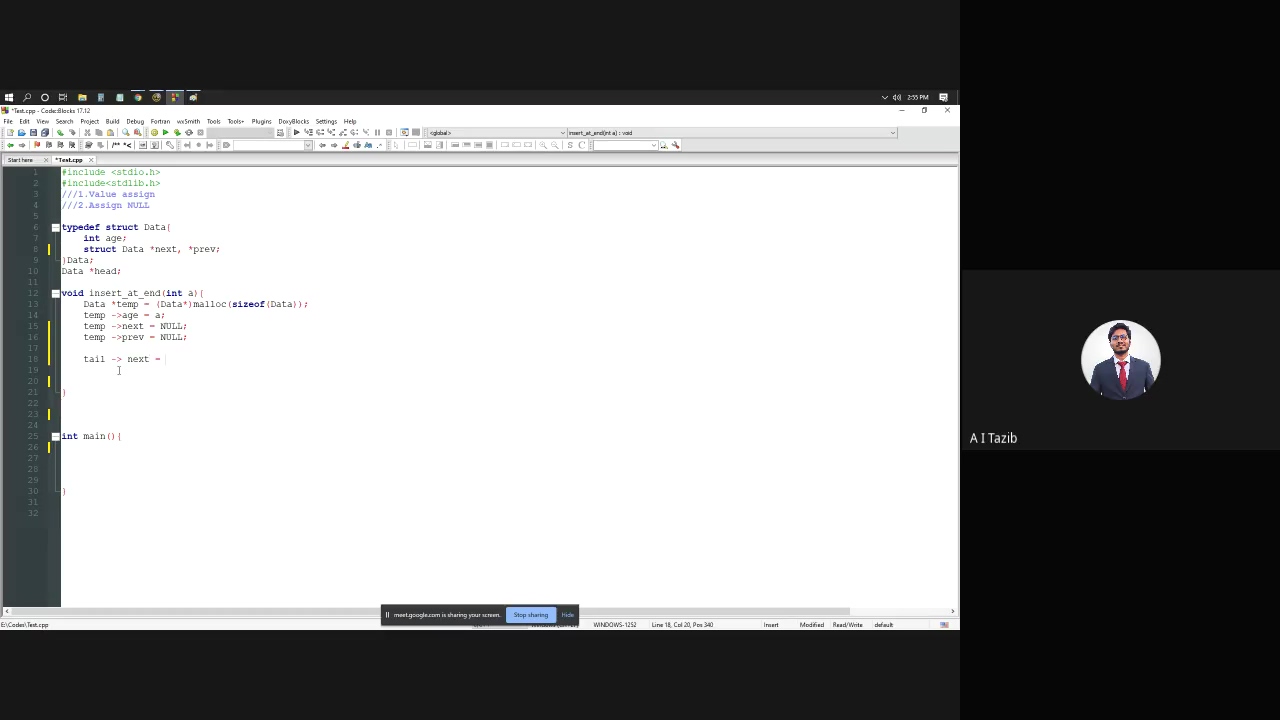 2:55 PM
*Test.cpp - Code::Blocks 17.12
File Edit View Search Project Build Debug Fortran wxSmith Tools Tools+ Plugins DoxyBlocks Settings Help
<global> insert_at_end(int a) : void
Start here *Test.cpp
1 #include <stdio.h>
2 #include<stdlib.h>
3 ///1.Value assign
4 ///2.Assign NULL
5
6 typedef struct Data{
7 int age;
8 struct Data *next, *prev;
9 }Data;
10 Data *head;
11
12 void insert_at_end(int a){
13 Data *temp = (Data*)malloc(sizeof(Data));
14 temp ->age = a;
15 temp ->next = NULL;
16 temp ->prev = NULL;
17
18 tail -> next =
19
20
21 }
22
23
24
25 int main(){
26
27
28
29
30 }
31
32
A I Tazib
meet.google.com is sharing your screen. Stop sharing Hide
E:\Codes\Test.cpp WINDOWS-1252 Line 18, Col 20, Pos 340 Insert Modified Read/Write default